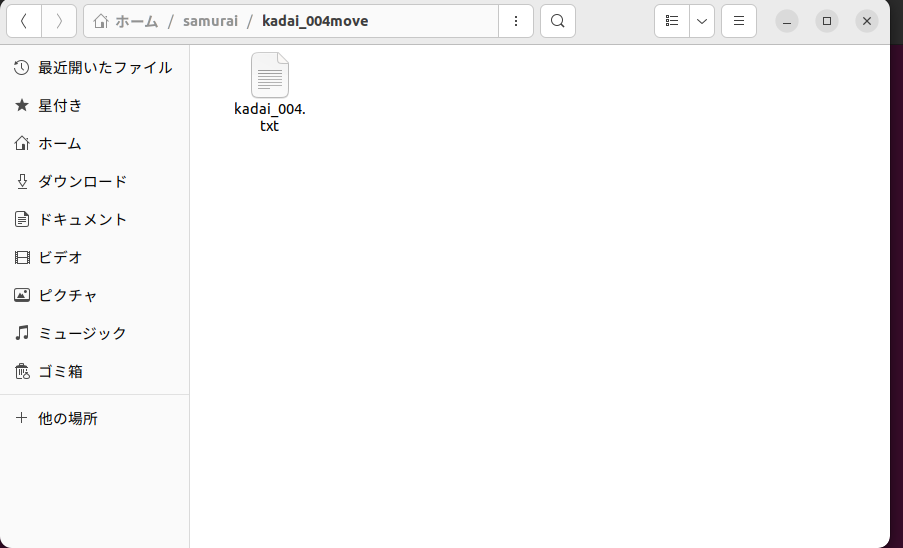 ホーム / samurai / kadai_004move
最近開いたファイル
星付き
ホーム
ダウンロード
ドキュメント
ビデオ
ピクチャ
ミュージック
ゴミ箱
他の場所
kadai_004.
txt